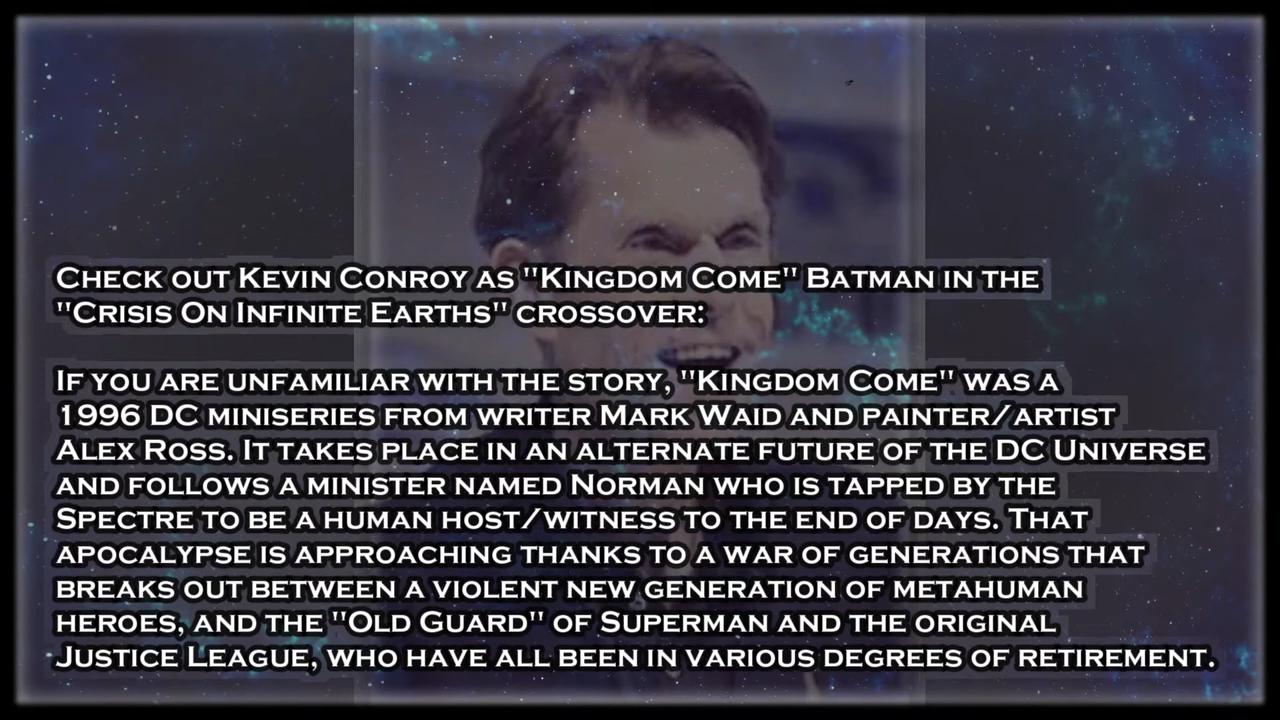 Check out Kevin Conroy as "Kingdom Come" Batman in the
"Crisis On Infinite Earths" crossover:
If you are unfamiliar with the story, "Kingdom Come" was a
1996 DC miniseries from writer Mark Waid and painter/artist
Alex Ross. It takes place in an alternate future of the DC Universe
and follows a minister named Norman who is tapped by the
Spectre to be a human host/witness to the end of days. That
apocalypse is approaching thanks to a war of generations that
breaks out between a violent new generation of metahuman
heroes, and the "Old Guard" of Superman and the original
Justice League, who have all been in various degrees of retirement.